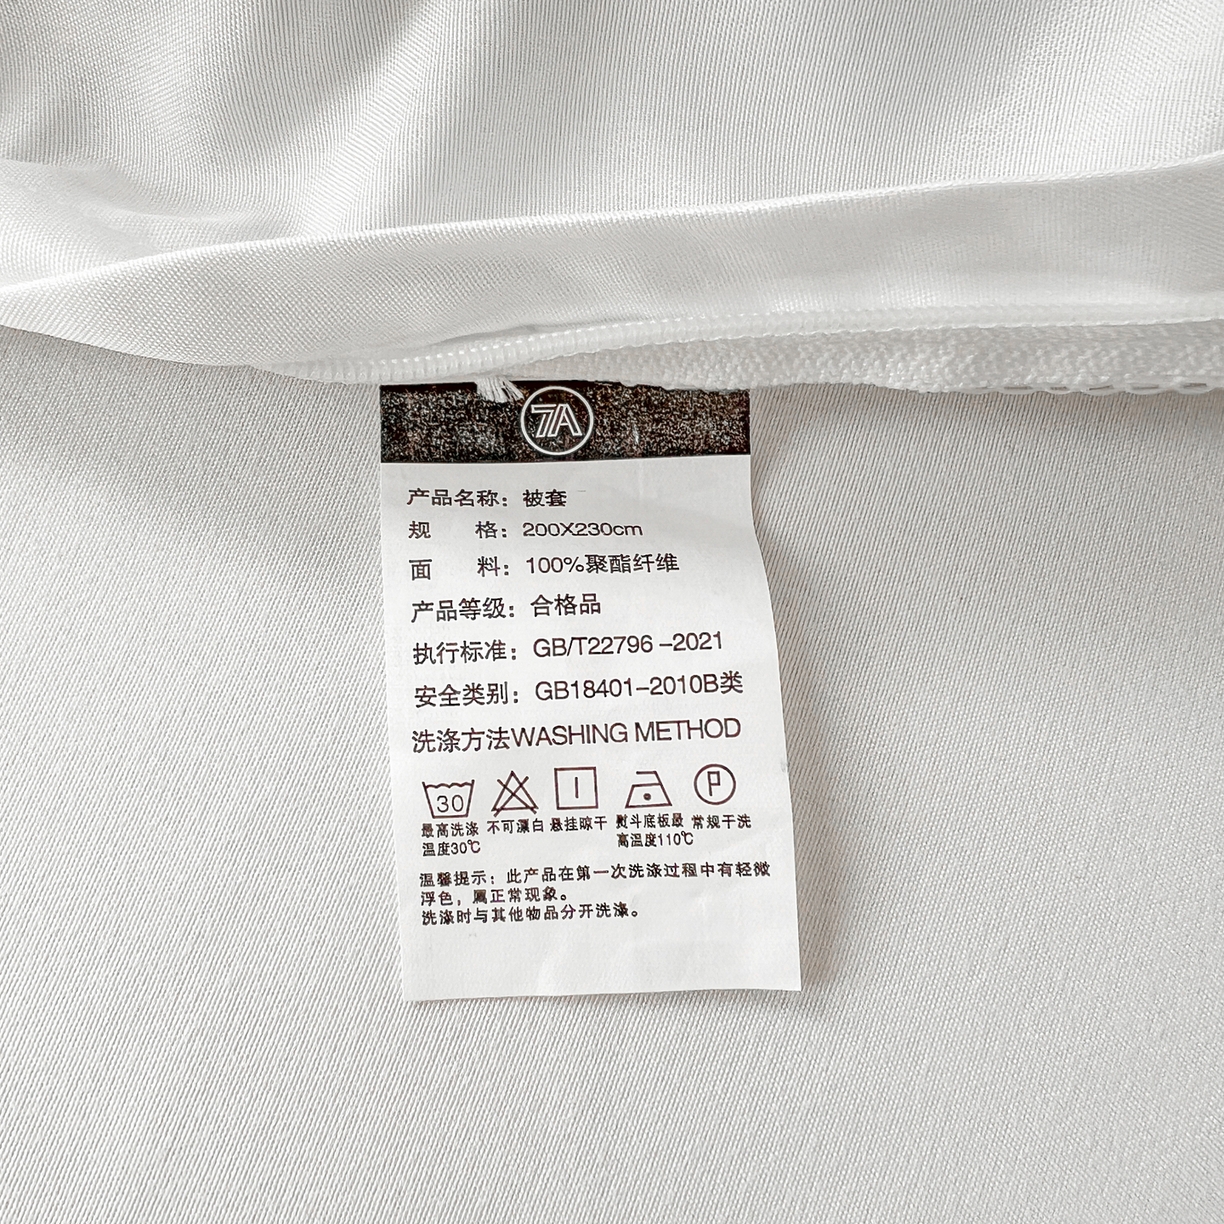 7A
产品名称：被套
规 格：200X230cm
面 料：100%聚酯纤维
产品等级：合格品
执行标准：GB/T22796-2021
安全类别：GB18401-2010B类
洗涤方法WASHING METHOD
30 P
最高洗涤 不可漂白 悬挂晾干 熨斗底板最 常规干洗
温度30℃ 高温度110℃
温馨提示：此产品在第一次洗涤过程中有轻微
浮色，属正常现象。
洗涤时与其他物品分开洗涤。